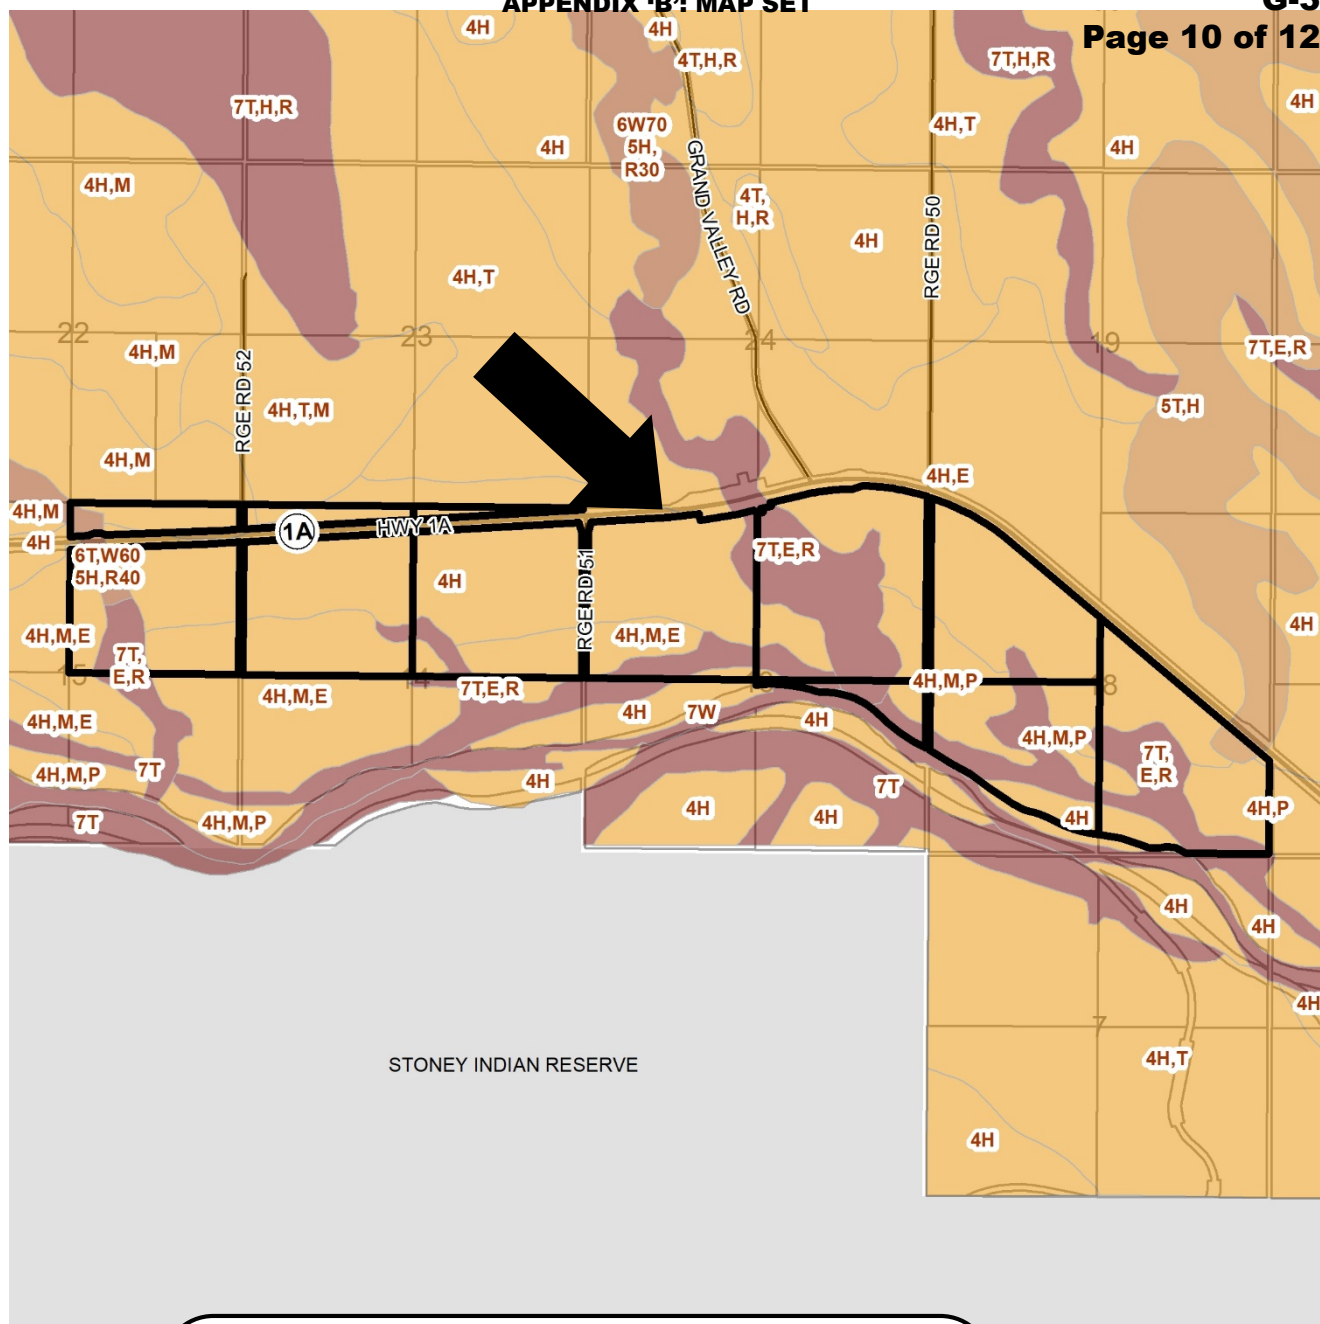 APPENDIX 'B': MAP SET
G-3
Page 10 of 12
4H
4H
4T,H,R
7T,H,R
4H
7T,H,R
6W70
5H,
R30
4H,T
4H
4H
4H,M
GRAND VALLEY RD
4T,
H,R
RGE RD 50
4H
4H,T
22
23
24
19
4H,M
7T,E,R
RGE RD 52
4H,T,M
5T,H
4H,M
4H,E
4H,M
1A
HWY 1A
4H
6T,W60
5H,R40
4H
RGE RD 51
7T,E,R
4H,M,E
4H,M,E
4H
7T,
E,R
15
14
4H,M,E
7T,E,R
4H,M,P
4H,M,E
4H
7W
4H
4H,M,P
7T,
E,R
4H,M,P
7T
4H
7T
7T
4H,M,P
4H
4H
4H
4H,P
4H
4H
4H
7
4H,T
STONEY INDIAN RESERVE
4H